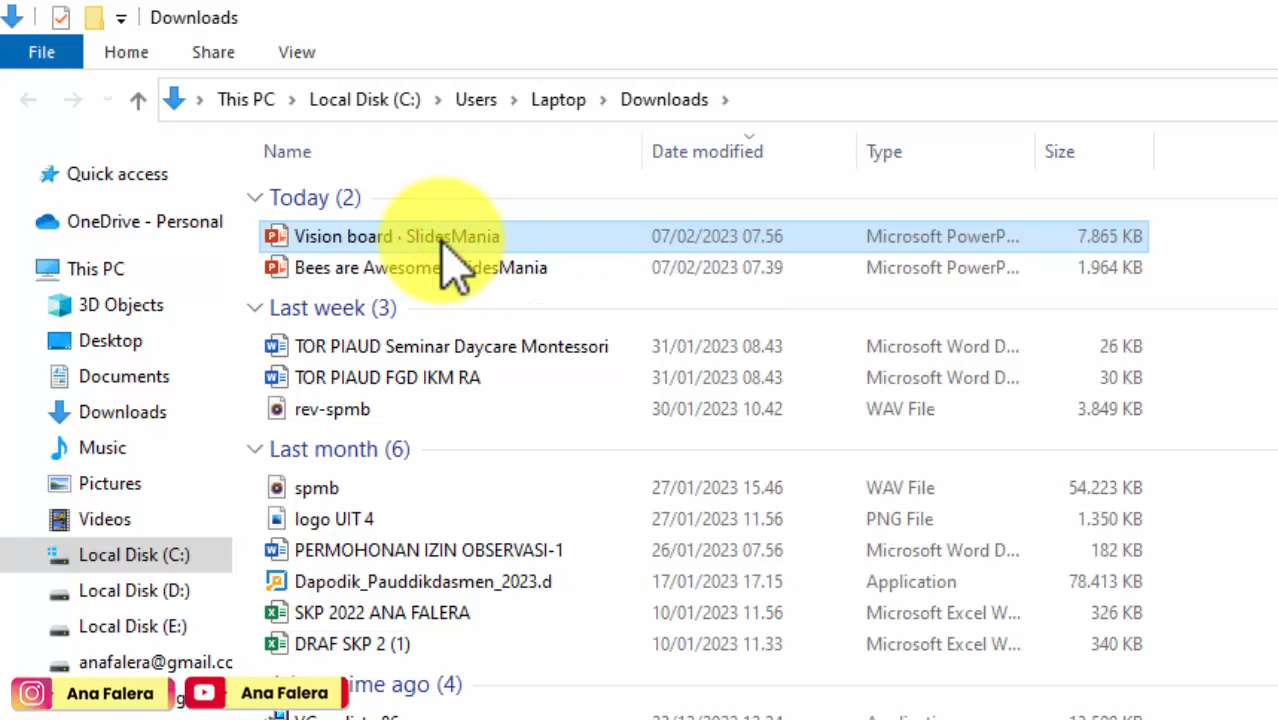 Downloads
File Home Share View
This PC Local Disk (C:) Users Laptop Downloads
Name Date modified Type Size
Quick access
OneDrive - Personal
This PC
3D Objects
Desktop
Documents
Downloads
Music
Pictures
Videos
Local Disk (C:)
Local Disk (D:)
Local Disk (E:)
anafalera@gmail.cc
Today (2)
Vision board · SlidesMania 07/02/2023 07.56 Microsoft PowerP... 7.865 KB
Bees are Awesome desMania 07/02/2023 07.39 Microsoft PowerP... 1.964 KB
Last week (3)
TOR PIAUD Seminar Daycare Montessori 31/01/2023 08.43 Microsoft Word D... 26 KB
TOR PIAUD FGD IKM RA 31/01/2023 08.43 Microsoft Word D... 30 KB
rev-spmb 30/01/2023 10.42 WAV File 3.849 KB
Last month (6)
spmb 27/01/2023 15.46 WAV File 54.223 KB
logo UIT 4 27/01/2023 11.56 PNG File 1.350 KB
PERMOHONAN IZIN OBSERVASI-1 26/01/2023 07.56 Microsoft Word D... 182 KB
Dapodik_Pauddikdasmen_2023.d 17/01/2023 17.15 Application 78.413 KB
SKP 2022 ANA FALERA 10/01/2023 11.56 Microsoft Excel W... 326 KB
DRAF SKP 2 (1) 10/01/2023 11.33 Microsoft Excel W... 340 KB
ime ago (4)
Ana Falera Ana Falera